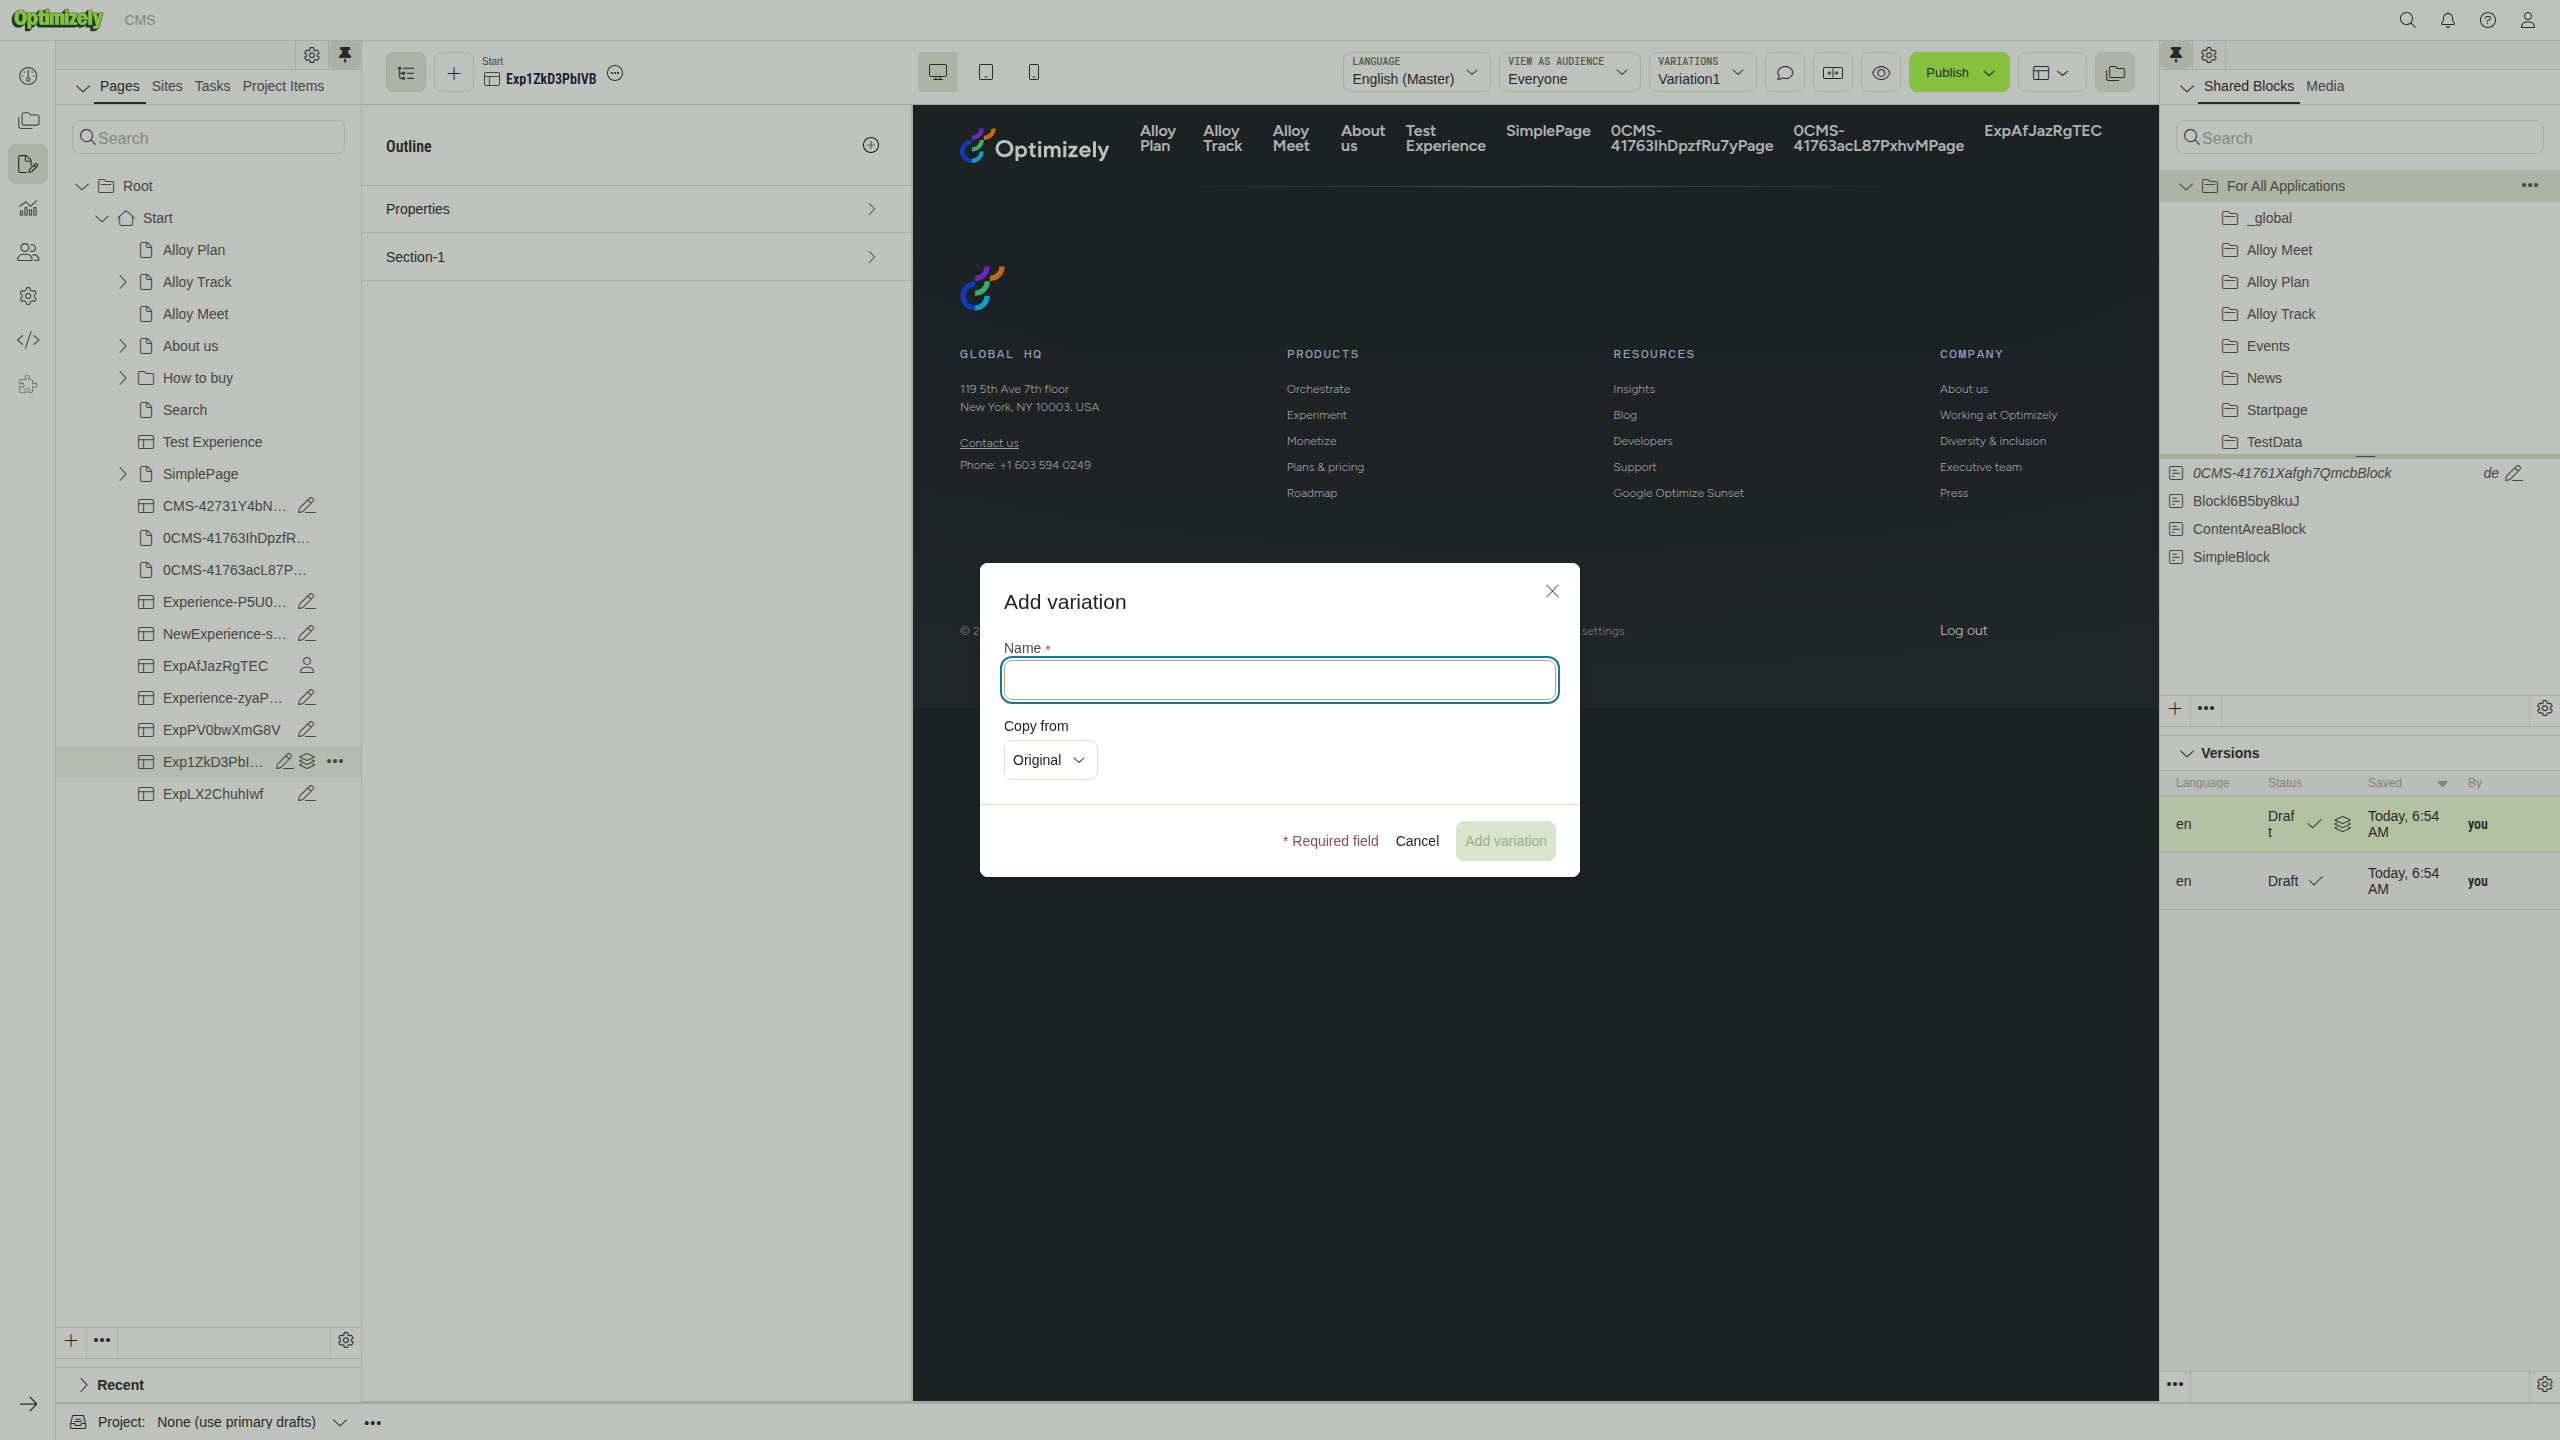 Optimizely CMS
Pages Sites Tasks Project Items
Search
Root
Start
Alloy Plan
Alloy Track
Alloy Meet
About us
How to buy
Search
Test Experience
SimplePage
CMS-42731Y4bN...
0CMS-41763IhDpzfR...
0CMS-41763acL87P...
Experience-P5U0...
NewExperience-s...
ExpAfJazRgTEC
Experience-zyaP...
ExpPV0bwXmG8V
Exp1ZkD3PbI...
ExpLX2ChuhIwf
Recent
Project: None (use primary drafts)
Start
Exp1ZkD3PbIVB
LANGUAGE
English (Master)
VIEW AS AUDIENCE
Everyone
VARIATIONS
Variation1
Publish
Outline
Properties
Section-1
Optimizely
Alloy Plan
Alloy Track
Alloy Meet
About us
Test Experience
SimplePage
0CMS-41763IhDpzfRu7yPage
0CMS-41763acL87PxhvMPage
ExpAfJazRgTEC
GLOBAL HQ
119 5th Ave 7th floor
New York, NY 10003, USA
Contact us
Phone: +1 603 594 0249
PRODUCTS
Orchestrate
Experiment
Monetize
Plans & pricing
Roadmap
RESOURCES
Insights
Blog
Developers
Support
Google Optimize Sunset
COMPANY
About us
Working at Optimizely
Diversity & inclusion
Executive team
Press
© 2
settings
Log out
Add variation
Name *
Copy from
Original
* Required field Cancel Add variation
Shared Blocks Media
Search
For All Applications
_global
Alloy Meet
Alloy Plan
Alloy Track
Events
News
Startpage
TestData
0CMS-41761Xafgh7QmcbBlock de
Blockl6B5by8kuJ
ContentAreaBlock
SimpleBlock
Versions
Language Status Saved By
en Draft Today, 6:54 AM you
en Draft Today, 6:54 AM you